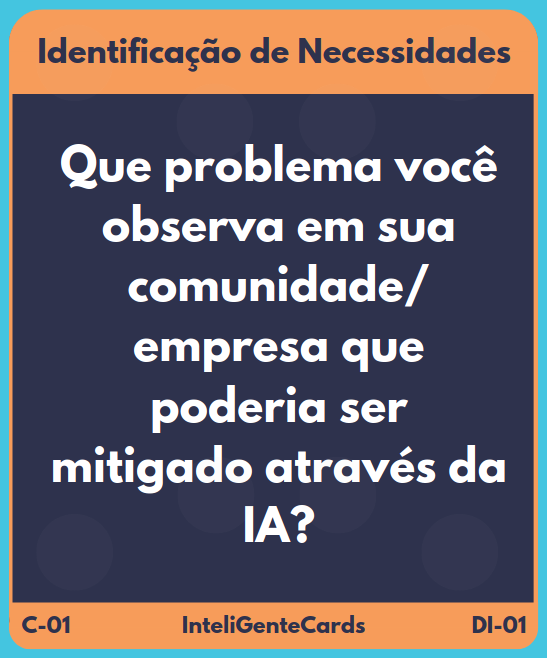 Identificação de Necessidades
Que problema você
observa em sua
comunidade/
empresa que
poderia ser
mitigado através da
IA?
C-01 InteliGenteCards DI-01